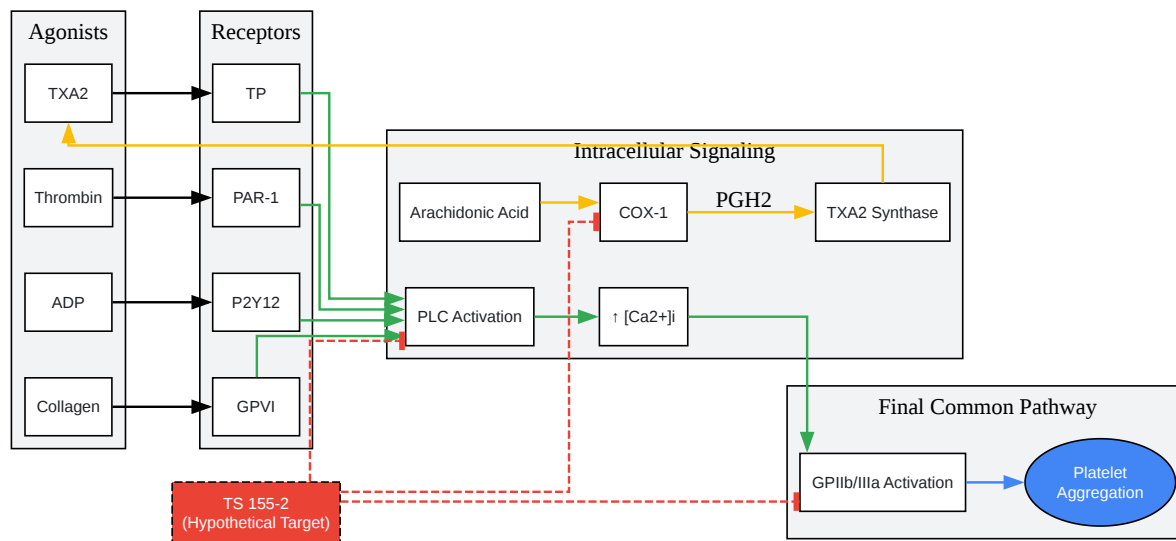 Agonists
Receptors
TXA2
TP
Intracellular Signaling
Thrombin
PAR-1
Arachidonic Acid
COX-1
PGH2
TXA2 Synthase
ADP
P2Y12
PLC Activation
↑ [Ca2+]i
Collagen
GPVI
Final Common Pathway
GPIIb/IIIa Activation
Platelet
Aggregation
TS 155-2
(Hypothetical Target)